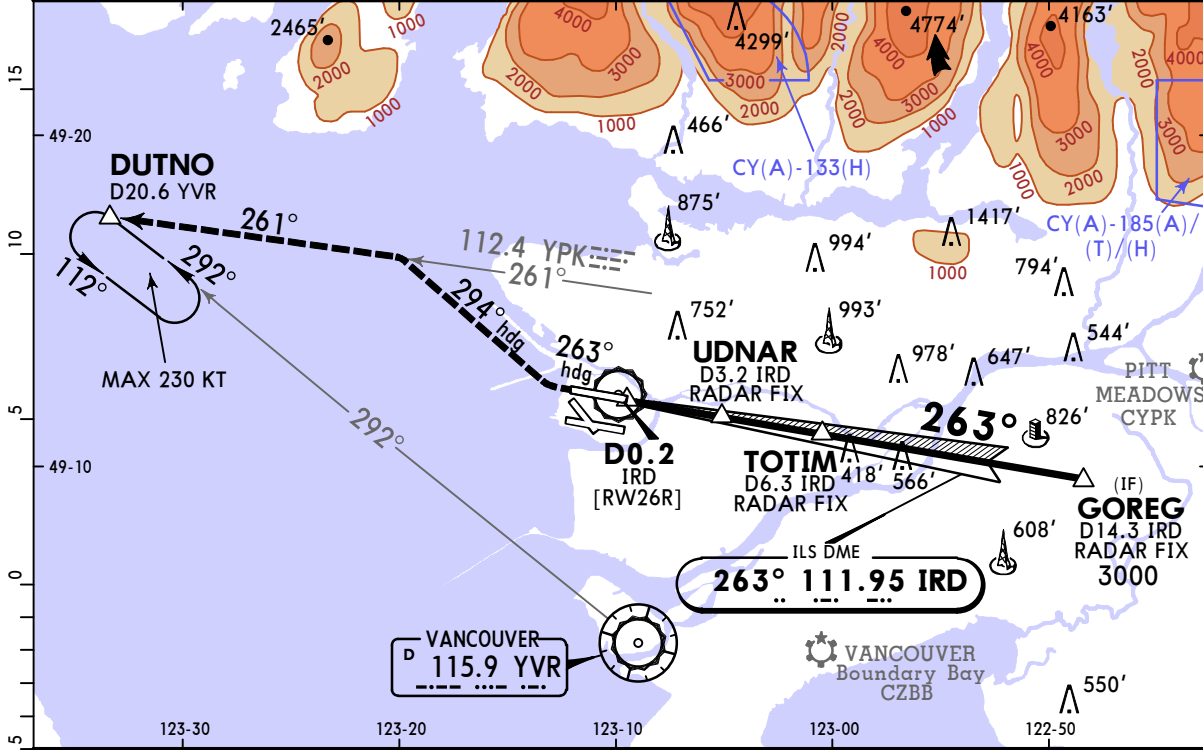 2465′
2000
1000
1000
4000
3000
2000
1000
4299′
3000
2000
1000
2000
4000
4774′
3000
2000
1000
4163′
4000
3000
2000
1000
4000
3000
15
49-20
466′
CY(A)-133(H)
CY(A)-185(A)/
(T)/(H)
DUTNO
D20.6 YVR
261°
112°
292°
MAX 230 KT
10
112.4 YPK
261°
294° hdg
875′
994′
1417′
1000
794′
752′
993′
544′
978′
647′
263°
hdg
UDNAR
D3.2 IRD
RADAR FIX
PITT
MEADOWS
CYPK
263°
826′
5
292°
49-10
D0.2
IRD
[RW26R]
TOTIM
D6.3 IRD
RADAR FIX
418′
566′
(IF)
GOREG
D14.3 IRD
RADAR FIX
3000
608′
ILS DME
263° 111.95 IRD
0
VANCOUVER
D 115.9 YVR
VANCOUVER
Boundary Bay
CZBB
550′
5
123-30
123-20
123-10
123-00
122-50